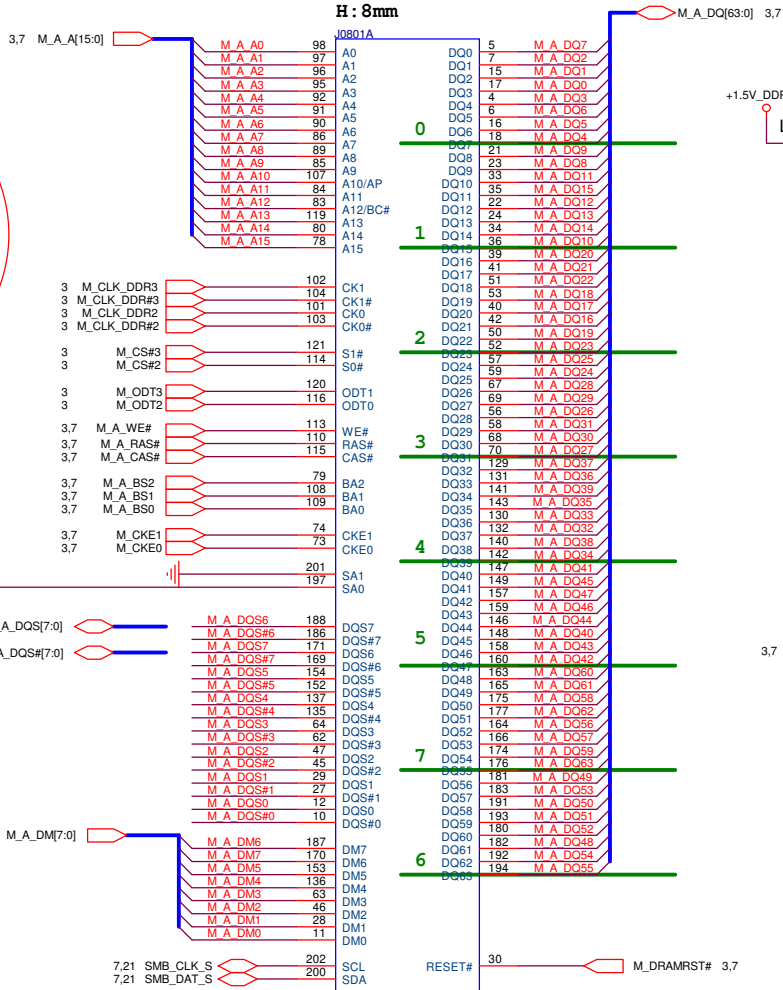 H:8mm
J0801A
3,7 M_A_A[15:0]
M_A_A0 98 A0
M_A_A1 97 A1
M_A_A2 96 A2
M_A_A3 95 A3
M_A_A4 92 A4
M_A_A5 91 A5
M_A_A6 90 A6
M_A_A7 86 A7
M_A_A8 89 A8
M_A_A9 85 A9
M_A_A10 107 A10/AP
M_A_A11 84 A11
M_A_A12 83 A12/BC#
M_A_A13 119 A13
M_A_A14 80 A14
M_A_A15 78 A15
3 M_CLK_DDR3 102 CK1
3 M_CLK_DDR#3 104 CK1#
3 M_CLK_DDR2 101 CK0
3 M_CLK_DDR#2 103 CK0#
3 M_CS#3 121 S1#
3 M_CS#2 114 S0#
3 M_ODT3 120 ODT1
3 M_ODT2 116 ODT0
3,7 M_A_WE# 113 WE#
3,7 M_A_RAS# 110 RAS#
3,7 M_A_CAS# 115 CAS#
3,7 M_A_BS2 79 BA2
3,7 M_A_BS1 108 BA1
3,7 M_A_BS0 109 BA0
3,7 M_CKE1 74 CKE1
3,7 M_CKE0 73 CKE0
201 SA1
197 SA0
A_DQS[7:0]
A_DQS#[7:0]
M_A_DQS6 188 DQS7
M_A_DQS#6 186 DQS#7
M_A_DQS7 171 DQS6
M_A_DQS#7 169 DQS#6
M_A_DQS5 154 DQS5
M_A_DQS#5 152 DQS#5
M_A_DQS4 137 DQS4
M_A_DQS#4 135 DQS#4
M_A_DQS3 64 DQS3
M_A_DQS#3 62 DQS#3
M_A_DQS2 47 DQS2
M_A_DQS#2 45 DQS#2
M_A_DQS1 29 DQS1
M_A_DQS#1 27 DQS#1
M_A_DQS0 12 DQS0
M_A_DQS#0 10 DQS#0
M_A_DM[7:0]
M_A_DM6 187 DM7
M_A_DM7 170 DM6
M_A_DM5 153 DM5
M_A_DM4 136 DM4
M_A_DM3 63 DM3
M_A_DM2 46 DM2
M_A_DM1 28 DM1
M_A_DM0 11 DM0
7,21 SMB_CLK_S 202 SCL
7,21 SMB_DAT_S 200 SDA
M_A_DQ[63:0] 3,7
DQ0 5 M_A_DQ7
DQ1 7 M_A_DQ2
DQ2 15 M_A_DQ1
DQ3 17 M_A_DQ0
DQ4 4 M_A_DQ3
DQ5 6 M_A_DQ6
DQ6 16 M_A_DQ5
0 DQ7 18 M_A_DQ4
DQ8 21 M_A_DQ9
DQ9 23 M_A_DQ8
DQ10 33 M_A_DQ11
DQ11 35 M_A_DQ15
DQ12 22 M_A_DQ12
DQ13 24 M_A_DQ13
DQ14 34 M_A_DQ14
1 DQ15 36 M_A_DQ10
DQ16 39 M_A_DQ20
DQ17 41 M_A_DQ21
DQ18 51 M_A_DQ22
DQ19 53 M_A_DQ18
DQ20 40 M_A_DQ17
DQ21 42 M_A_DQ16
DQ22 50 M_A_DQ19
2 DQ23 52 M_A_DQ23
DQ24 57 M_A_DQ25
DQ25 59 M_A_DQ24
DQ26 67 M_A_DQ28
DQ27 69 M_A_DQ29
DQ28 56 M_A_DQ26
DQ29 58 M_A_DQ31
DQ30 68 M_A_DQ30
3 DQ31 70 M_A_DQ27
DQ32 129 M_A_DQ37
DQ33 131 M_A_DQ36
DQ34 141 M_A_DQ39
DQ35 143 M_A_DQ35
DQ36 130 M_A_DQ33
DQ37 132 M_A_DQ32
DQ38 140 M_A_DQ38
4 DQ39 142 M_A_DQ34
DQ40 147 M_A_DQ41
DQ41 149 M_A_DQ45
DQ42 157 M_A_DQ47
DQ43 159 M_A_DQ46
DQ44 146 M_A_DQ44
DQ45 148 M_A_DQ40
DQ46 158 M_A_DQ43
5 DQ47 160 M_A_DQ42
DQ48 163 M_A_DQ60
DQ49 165 M_A_DQ61
DQ50 175 M_A_DQ58
DQ51 177 M_A_DQ62
DQ52 164 M_A_DQ56
DQ53 166 M_A_DQ57
DQ54 174 M_A_DQ59
7 DQ55 176 M_A_DQ63
DQ56 181 M_A_DQ49
DQ57 183 M_A_DQ53
DQ58 191 M_A_DQ50
DQ59 193 M_A_DQ51
DQ60 180 M_A_DQ52
DQ61 182 M_A_DQ48
DQ62 192 M_A_DQ54
6 DQ63 194 M_A_DQ55
RESET# 30 M_DRAMRST# 3,7
+1.5V_DDR
3,7